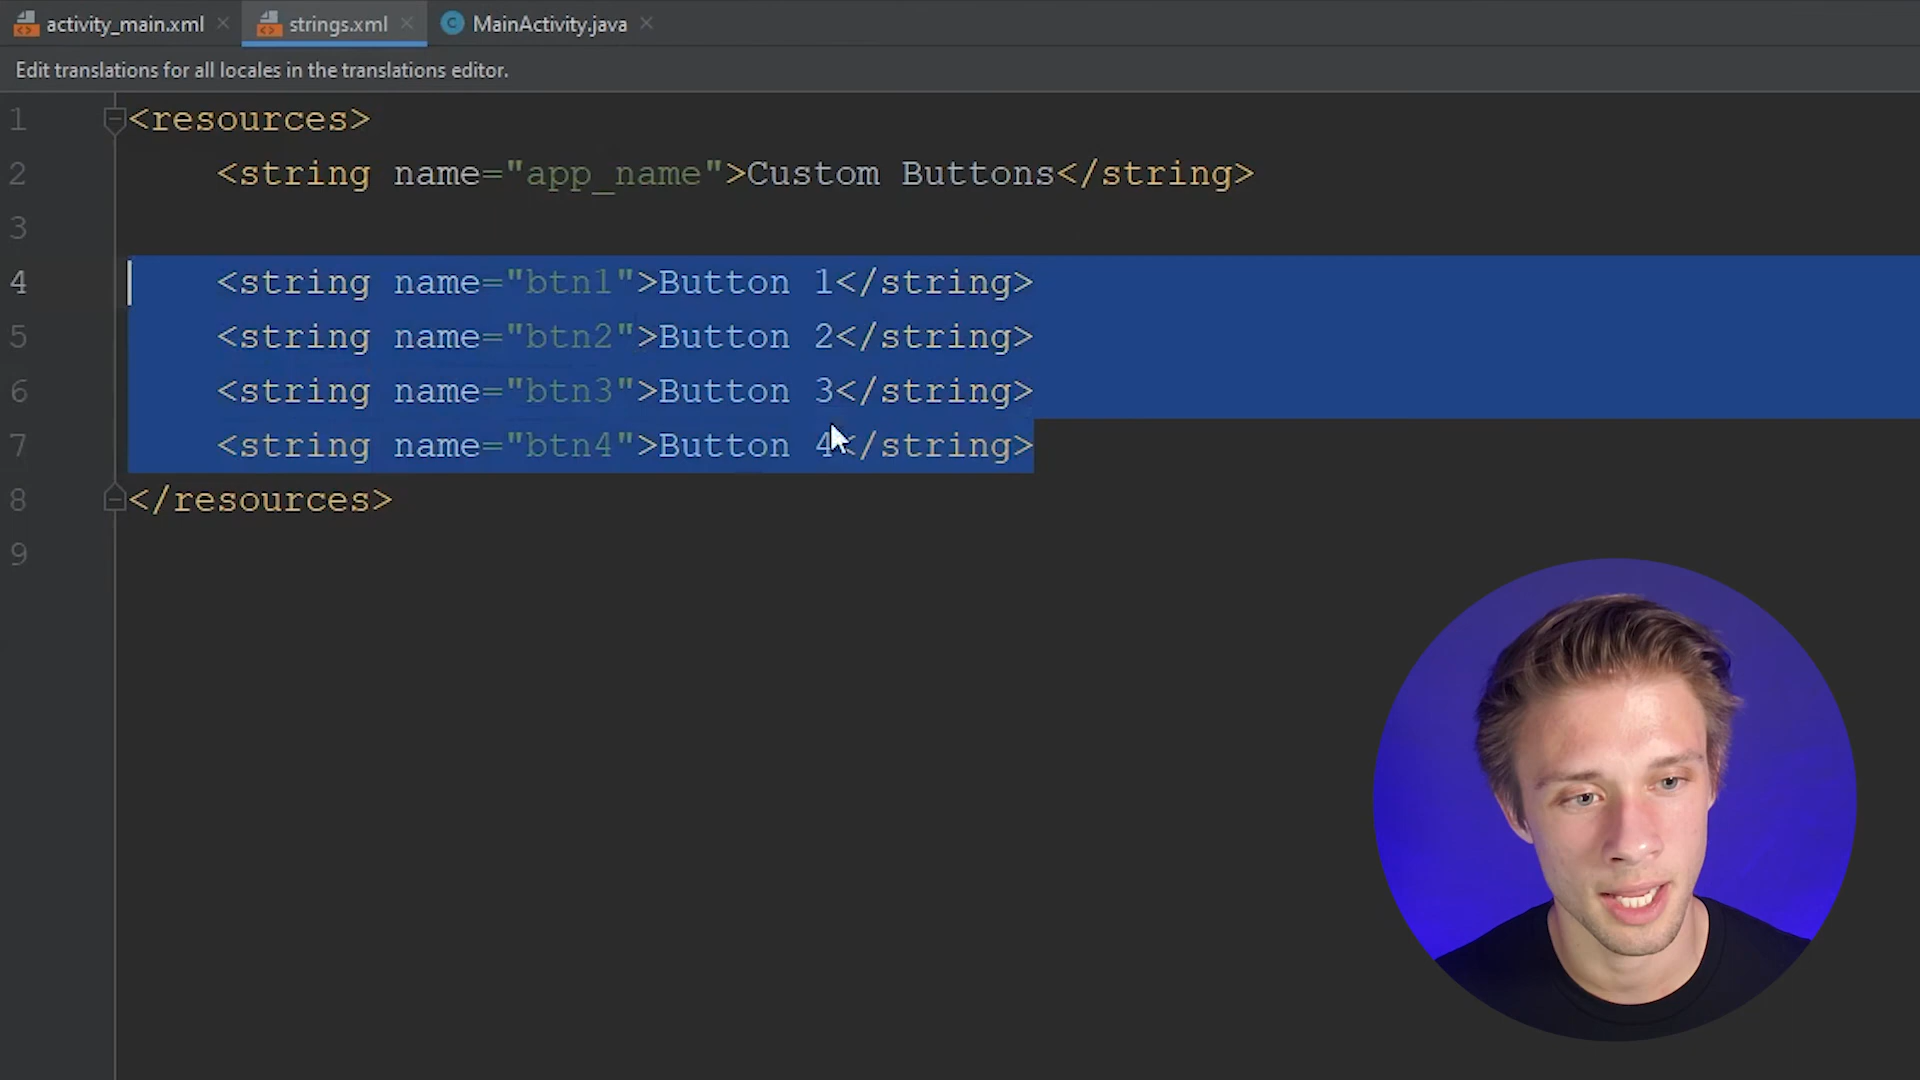 activity_main.xml strings.xml MainActivity.java
Edit translations for all locales in the translations editor.
1 <resources>
2 <string name="app_name">Custom Buttons</string>
3
4 <string name="btn1">Button 1</string>
5 <string name="btn2">Button 2</string>
6 <string name="btn3">Button 3</string>
7 <string name="btn4">Button 4</string>
8 </resources>
9